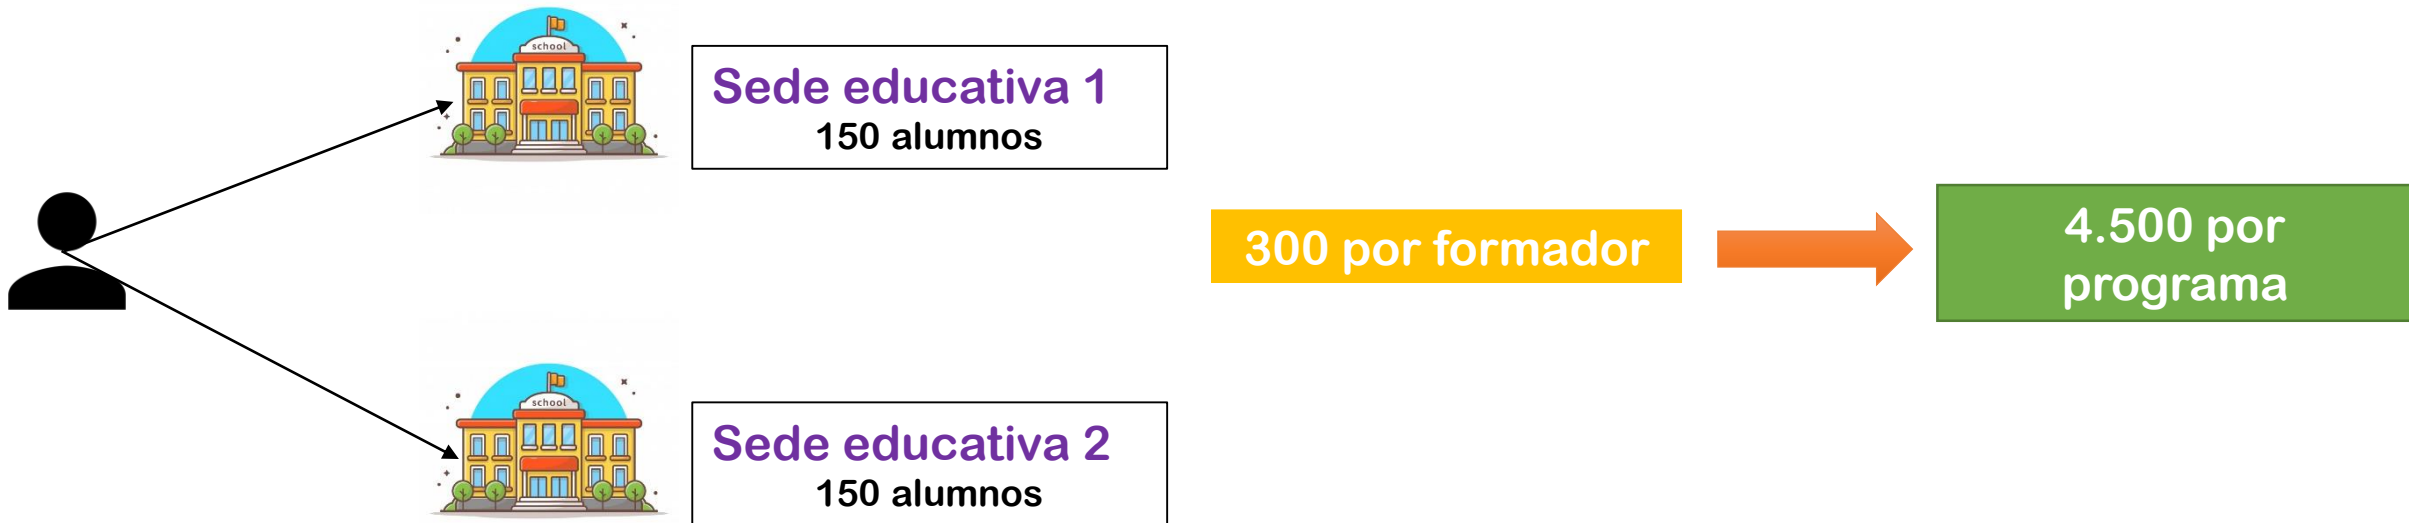 school
Sede educativa 1
150 alumnos
300 por formador
4.500 por
programa
school
Sede educativa 2
150 alumnos